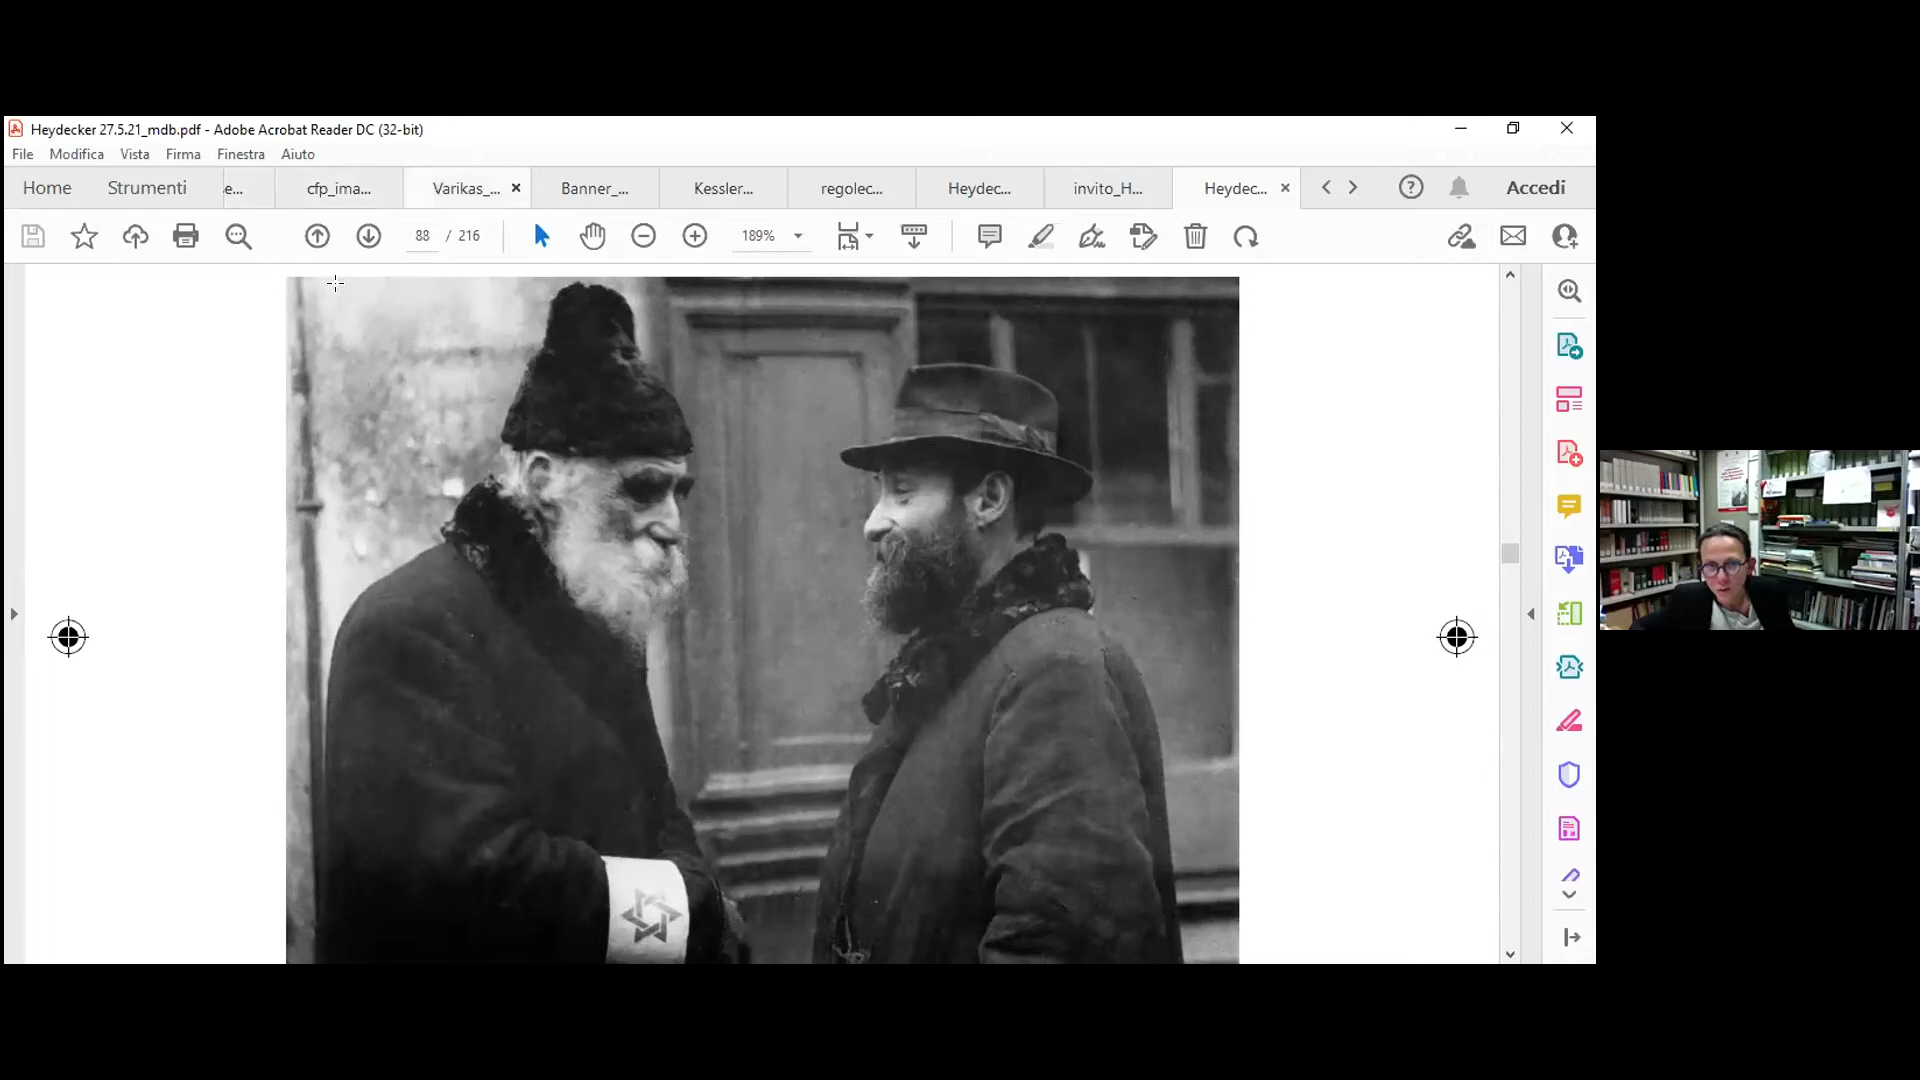 Heydecker 27.5.21_mdb.pdf - Adobe Acrobat Reader DC (32-bit)
File Modifica Vista Firma Finestra Aiuto
Home Strumenti e... cfp_ima... Varikas_... Banner_... Kessler... regolec... Heydec... invito_H... Heydec... Accedi
88 / 216 189%